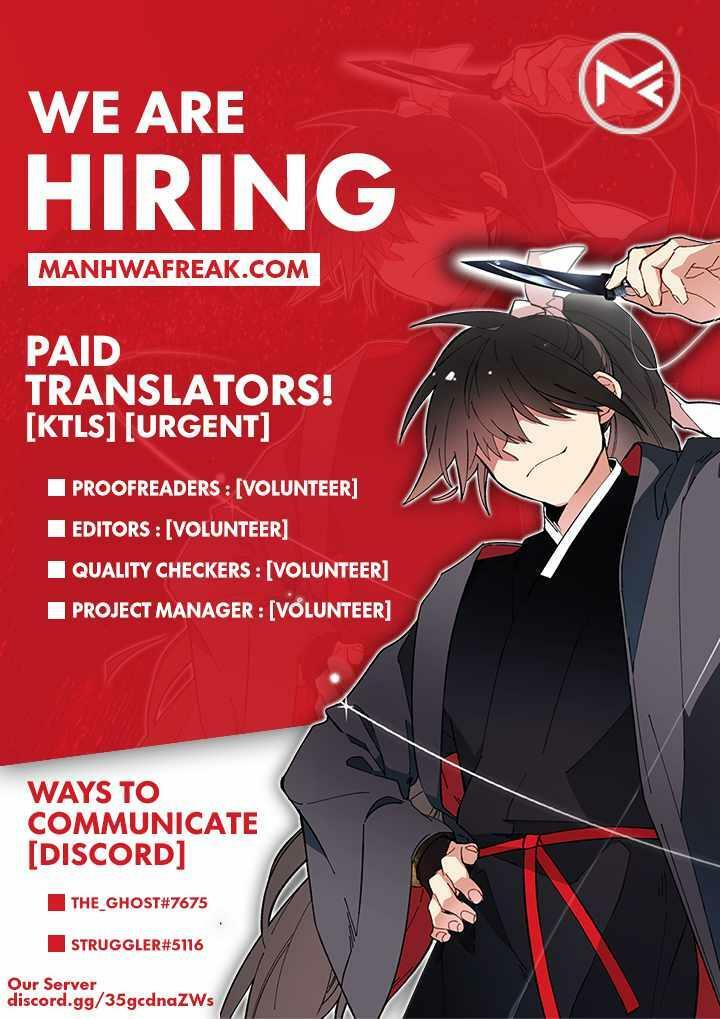 WE ARE
HIRING
MANHWAFREAK.COM
PAID
TRANSLATORS!
[KTLS] [URGENT]
PROOFREADERS : [VOLUNTEER]
EDITORS : [VOLUNTEER]
QUALITY CHECKERS : [VOLUNTEER]
PROJECT MANAGER : [VOLUNTEER]
WAYS TO
COMMUNICATE
[DISCORD]
THE_GHOST#7675
STRUGGLER#5116
Our Server
discord.gg/35gcdnaZWs